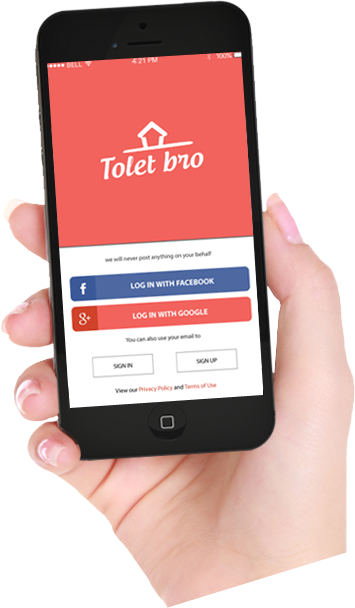 BELL 4:21 PM 100%
Tolet bro
we will never post anything on your behalf
f LOG IN WITH FACEBOOK
g+ LOG IN WITH GOOGLE
You can also use your email to
SIGN IN SIGN UP
View our Privacy Policy and Terms of Use